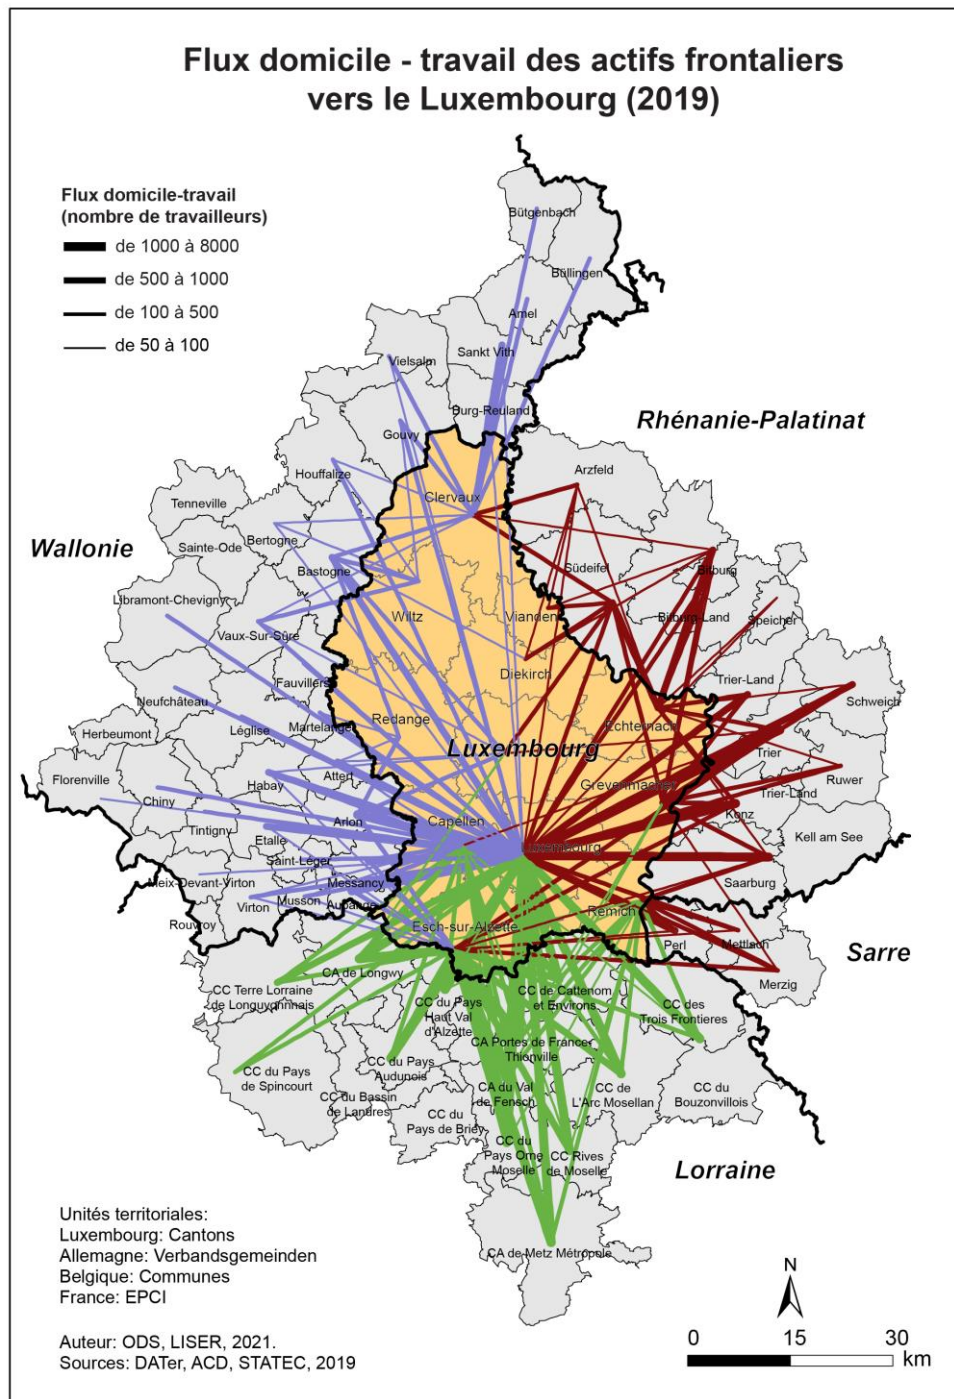 Flux domicile - travail des actifs frontaliers
vers le Luxembourg (2019)
Flux domicile-travail
(nombre de travailleurs)
de 1000 à 8000
de 500 à 1000
de 100 à 500
de 50 à 100
Bütgenbach
Büllingen
Amel
Sankt Vith
Vielsalm
Burg-Reuland
Rhénanie-Palatinat
Gouvy
Houffalize
Arzfeld
Clervaux
Tenneville
Wallonie
Sainte-Ode
Bertogne
Bastogne
Südeifel
Bitburg
Libramont-Chevigny
Wiltz
Vianden
Bitburg-Land
Speicher
Vaux-Sur-Sûre
Diekirch
Fauvillers
Trier-Land
Neufchâteau
Schweich
Herbeumont
Léglise
Martelange
Redange
Echternach
Luxembourg
Trier
Florenville
Attert
Habay
Grevenmacher
Ruwer
Chiny
Trier-Land
Tintigny
Arlon
Capellen
Konz
Etalle
Kell am See
Saint-Léger
Luxembourg
Meix-Devant-Virton
Messancy
Saarburg
Virton
Musson
Aubange
Remich
Rouvroy
Esch-sur-Alzette
Perl
Mettlach
Sarre
CA de Longwy
Merzig
CC Terre Lorraine
de Longuyonnnais
CC du Pays
Haut Val
d'Alzette
CC de Cattenom
et Environs
CC des
Trois Frontieres
CA Portes de France-
Thionville
CC du Pays
de Spincourt
CC du Pays
Audunois
CC du Bassin
de Landres
CA du Val
de Fensch
CC de
L'Arc Mosellan
CC du
Bouzonvillois
CC du
Pays de Briey
CC du
Pays Orne
Moselle
CC Rives
de Moselle
Lorraine
CA de Metz Métropole
Unités territoriales:
Luxembourg: Cantons
Allemagne: Verbandsgemeinden
Belgique: Communes
France: EPCI
Auteur: ODS, LISER, 2021.
Sources: DATer, ACD, STATEC, 2019
N
0 15 30
km